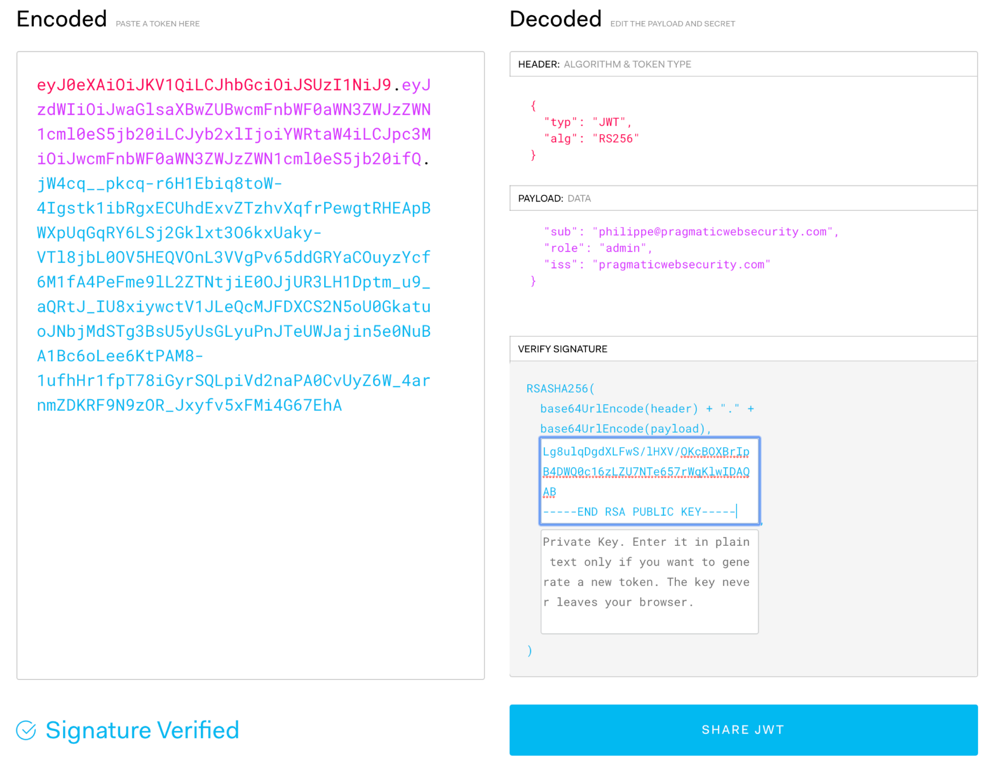 Encoded PASTE A TOKEN HERE
eyJ0eXAiOiJKV1QiLCJhbGciOiJSUzI1NiJ9.eyJ
zdWIiOiJwaGlsaXBwZUBwcmFnbWF0aWN3ZWJzZWN
1cml0eS5jb20iLCJyb2xlIjoiYWRtaW4iLCJpc3M
iOiJwcmFnbWF0aWN3ZWJzZWN1cml0eS5jb20ifQ.
jW4cq__pkcq-r6H1Ebiq8toW-
4Igstk1ibRgxECUhdExvZTzhvXqfrPewgtRHEApB
WXpUqGqRY6LSj2Gklxt3O6kxUaky-
VTl8jbL0OV5HEQVOnL3VVgPv65ddGRYaCOuyzYcf
6M1fA4PeFme9lL2ZTNtjiE0OJjUR3LH1Dptm_u9_
aQRtJ_IU8xiywctV1JLeQcMJFDXCS2N5oU0Gkatu
oJNbjMdSTg3BsU5yUsGLyuPnJTeUWJajin5e0NuB
A1Bc6oLee6KtPAM8-
1ufhHr1fpT78iGyrSQLpiVd2naPA0CvUyZ6W_4ar
nmZDKRF9N9zOR_Jxyfv5xFMi4G67EhA
Signature Verified
Decoded EDIT THE PAYLOAD AND SECRET
HEADER: ALGORITHM & TOKEN TYPE
{
"typ": "JWT",
"alg": "RS256"
}
PAYLOAD: DATA
"sub": "philippe@pragmaticwebsecurity.com",
"role": "admin",
"iss": "pragmaticwebsecurity.com"
}
VERIFY SIGNATURE
RSASHA256(
base64UrlEncode(header) + "." +
base64UrlEncode(payload),
Lg8ulqDgdXLFwS/lHXV/OKcBOXBrIp
B4DWQ0c16zLZU7NTe657rWqKlwIDAQ
AB
-----END RSA PUBLIC KEY-----
,
Private Key. Enter it in plain
text only if you want to gene
rate a new token. The key neve
r leaves your browser.
)
SHARE JWT